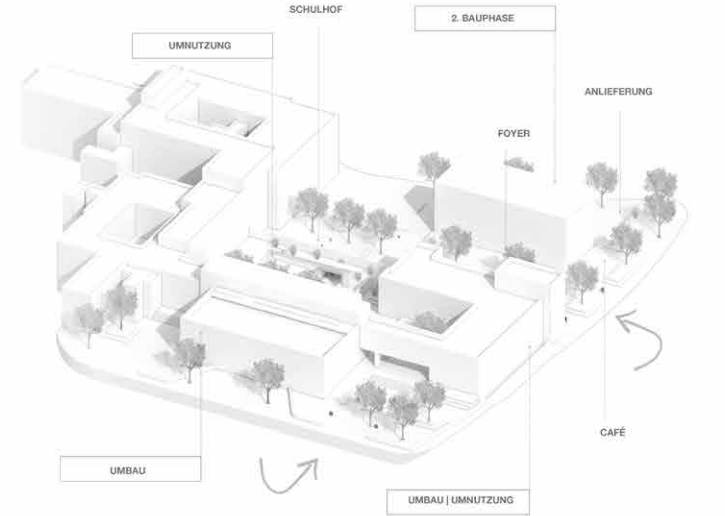 SCHULHOF
2. BAUPHASE
UMNUTZUNG
ANLIEFERUNG
FOYER
CAFÉ
UMBAU
UMBAU | UMNUTZUNG